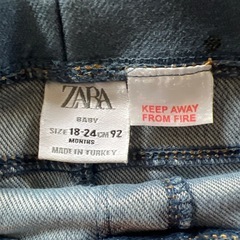 ZARA
BABY
SIZE 18-24 CM 92
MONTHS
MADE IN TURKEY
KEEP AWAY
FROM FIRE